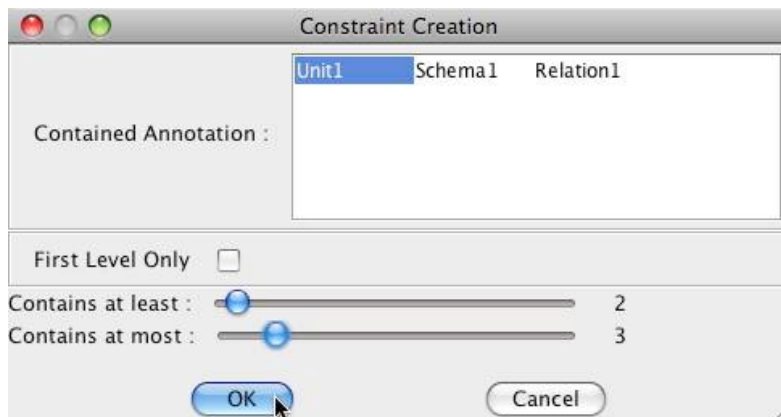 Constraint Creation
Unit1 Schema1 Relation1
Contained Annotation :
First Level Only
Contains at least : 2
Contains at most : 3
OK Cancel